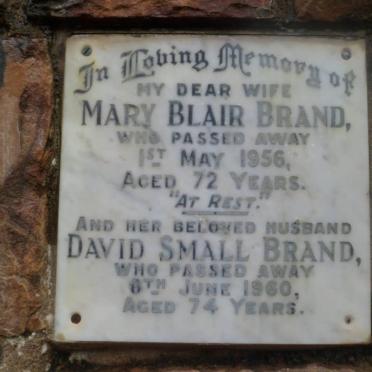 In Loving Memory of
MY DEAR WIFE
MARY BLAIR BRAND,
WHO PASSED AWAY
1ST MAY 1956,
AGED 72 YEARS.
"AT REST."
AND HER BELOVED HUSBAND
DAVID SMALL BRAND,
WHO PASSED AWAY
8TH JUNE 1960,
AGED 74 YEARS.